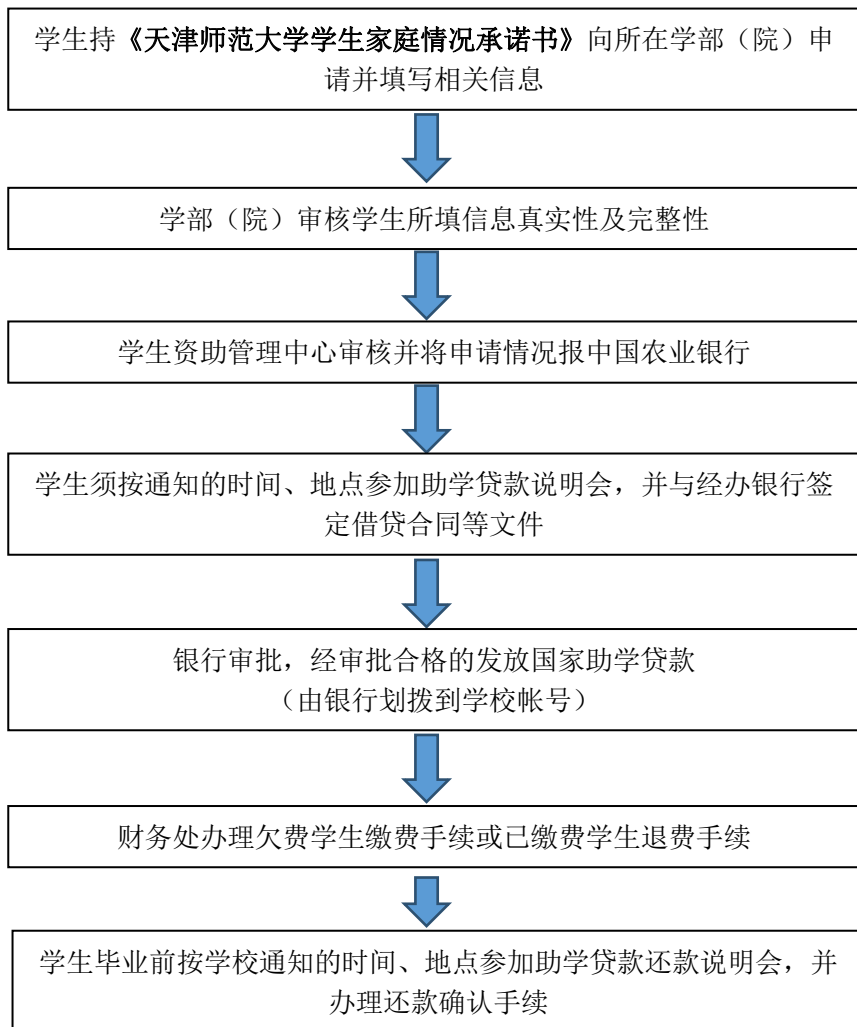 学生持《天津师范大学学生家庭情况承诺书》向所在学部（院）申
请并填写相关信息
学部（院）审核学生所填信息真实性及完整性
学生资助管理中心审核并将申请情况报中国农业银行
学生须按通知的时间、地点参加助学贷款说明会，并与经办银行签
定借贷合同等文件
银行审批，经审批合格的发放国家助学贷款
（由银行划拨到学校帐号）
财务处办理欠费学生缴费手续或已缴费学生退费手续
学生毕业前按学校通知的时间、地点参加助学贷款还款说明会，并
办理还款确认手续